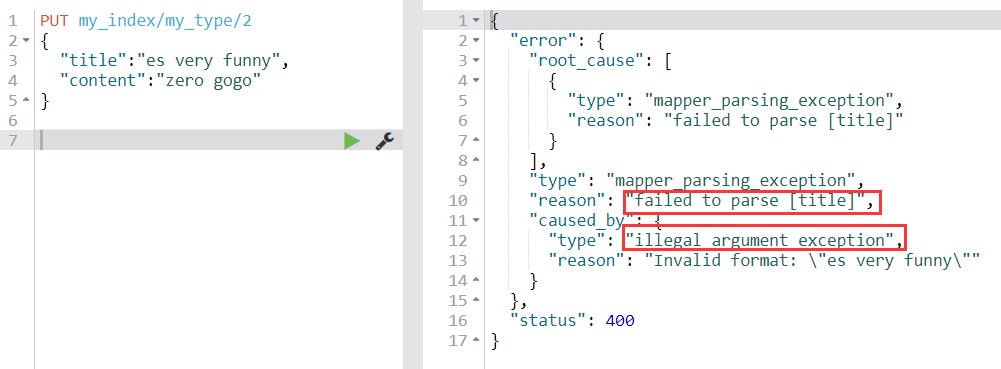 1 PUT my_index/my_type/2
2 {
3 "title":"es very funny",
4 "content":"zero gogo"
5 }
6
7
1 {
2 "error": {
3 "root_cause": [
4 {
5 "type": "mapper_parsing_exception",
6 "reason": "failed to parse [title]"
7 }
8 ],
9 "type": "mapper_parsing_exception",
10 "reason": "failed to parse [title]",
11 "caused_by": {
12 "type": "illegal_argument_exception",
13 "reason": "Invalid format: \"es very funny\""
14 }
15 },
16 "status": 400
17 }